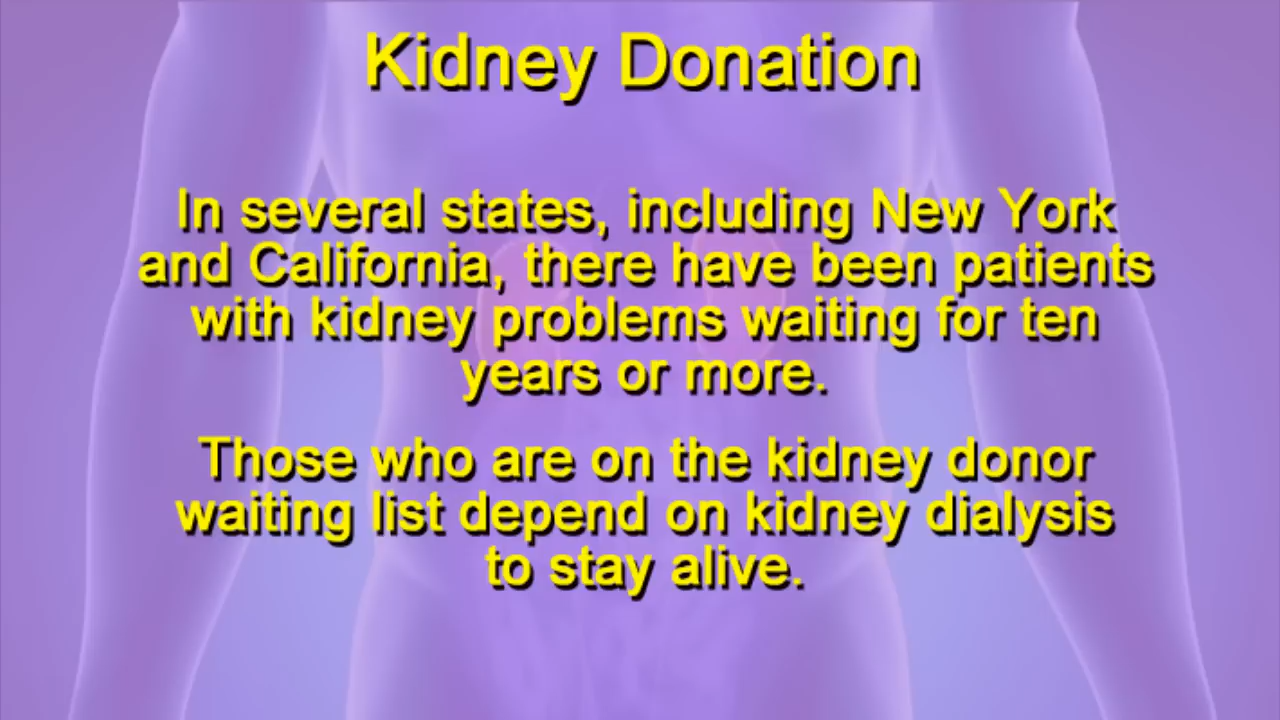 Kidney Donation
In several states, including New York
and California, there have been patients
with kidney problems waiting for ten
years or more.
Those who are on the kidney donor
waiting list depend on kidney dialysis
to stay alive.